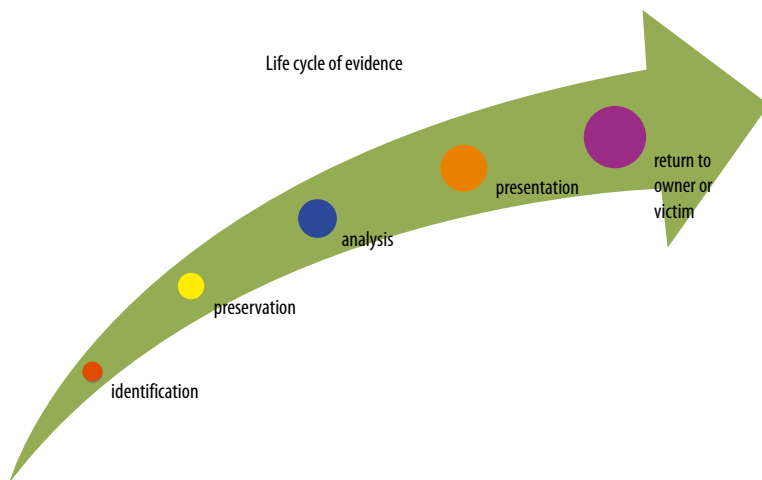 Life cycle of evidence
identification
preservation
analysis
presentation
return to
owner or
victim